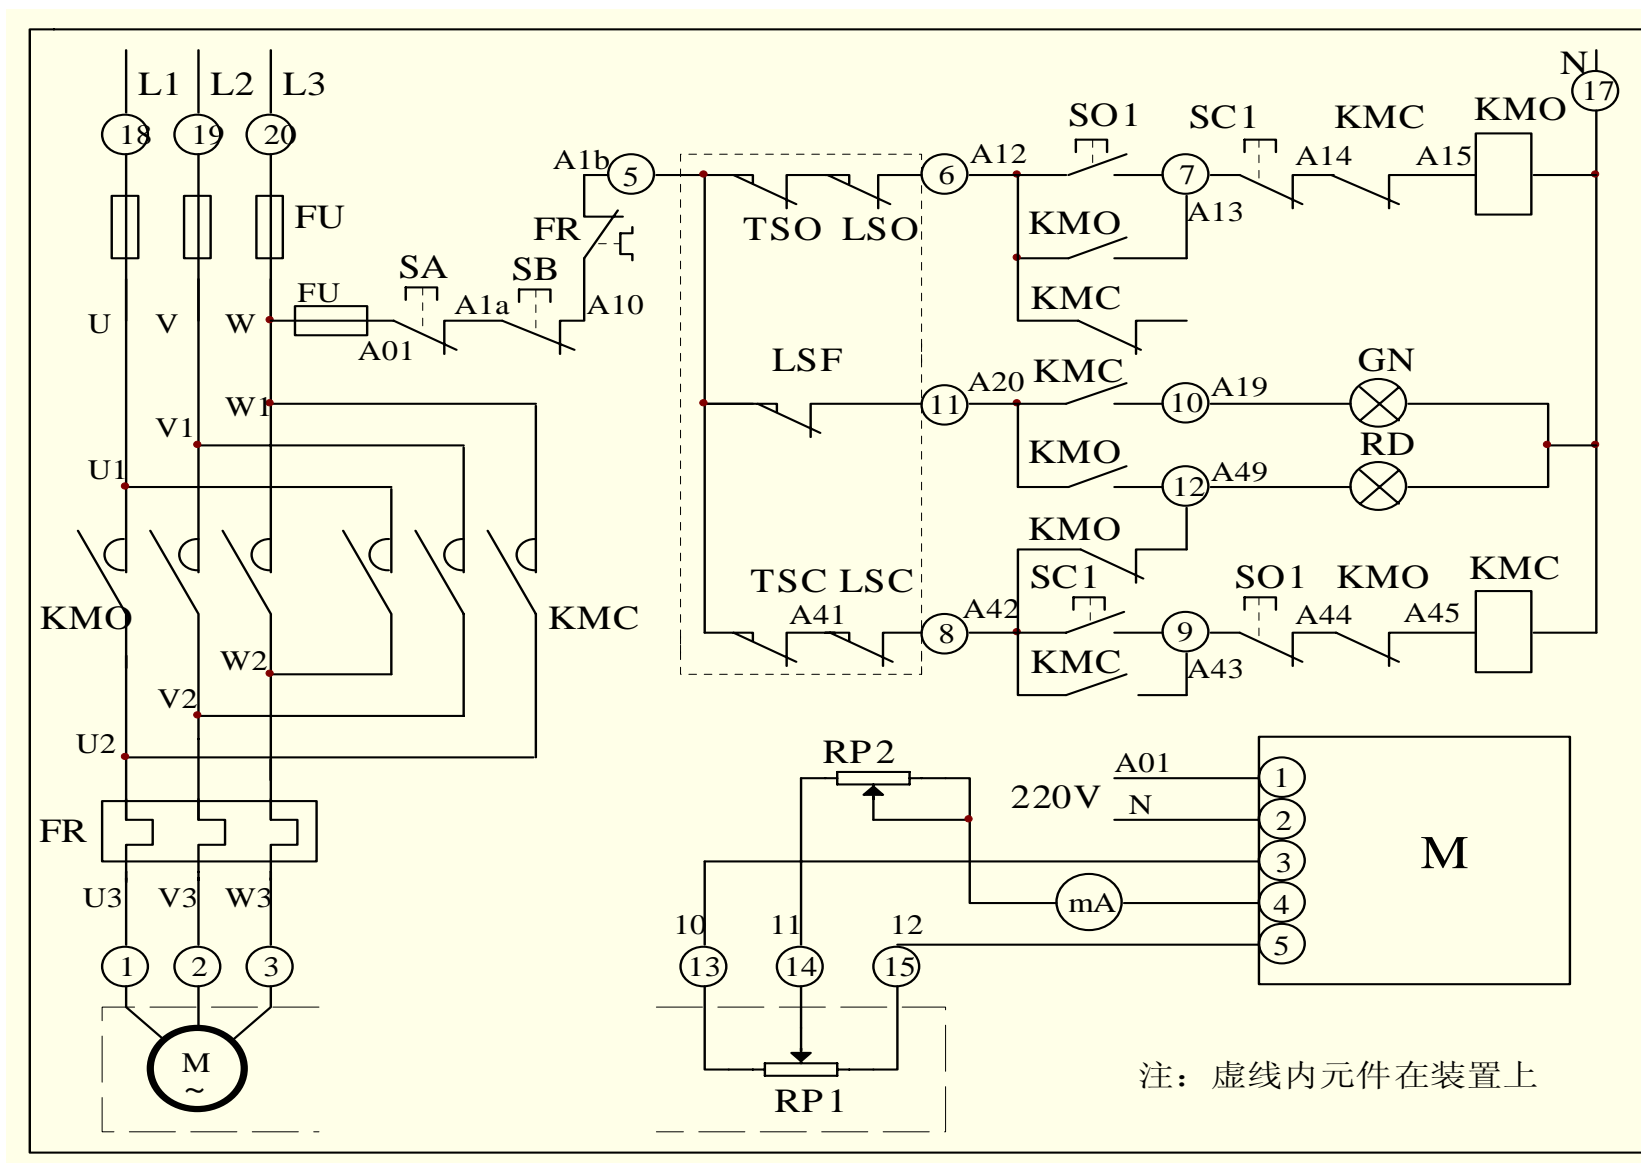 L1 L2 L3 N
18 19 20 17
SO1 SC1 KMC KMO
A1b 5 6 A12 7 A14 A15
FU FR TSO LSO KMO A13
SA SB
FU A1a A10 KMC
U V W A01
LSF KMC GN
W1 A20 11 10 A19
V1 KMO RD
U1 12 A49
KMO
TSC LSC SC1 SO1 KMO KMC
KMO KMC A41 A42 A44 A45
8 9
W2 KMC A43
V2
U2 RP2 A01 1
220V N 2
FR 3 M
U3 V3 W3 mA 4
10 11 12 5
1 2 3 13 14 15
M
~
RP1
注：虚线内元件在装置上